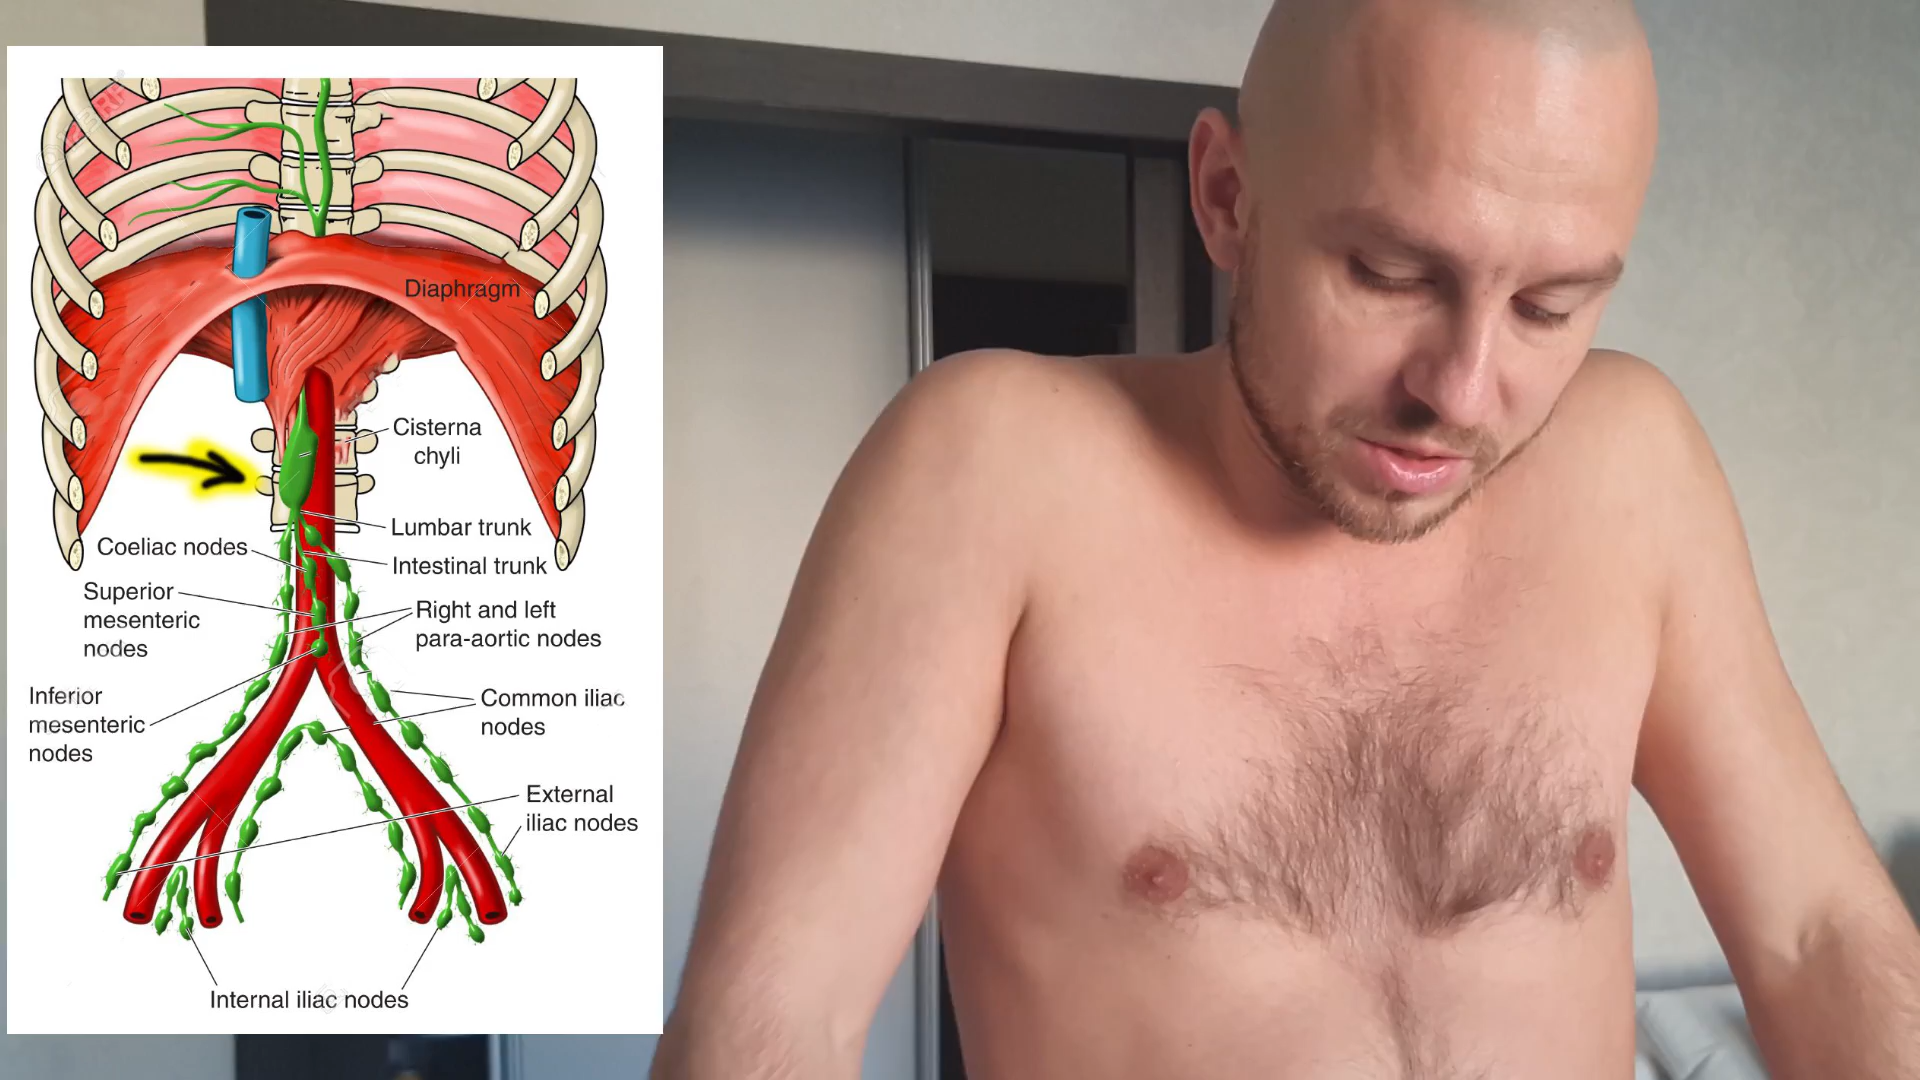 Diaphragm
Cisterna
chyli
Lumbar trunk
Coeliac nodes
Intestinal trunk
Superior
mesenteric
nodes
Right and left
para-aortic nodes
Inferior
mesenteric
nodes
Common iliac
nodes
External
iliac nodes
Internal iliac nodes